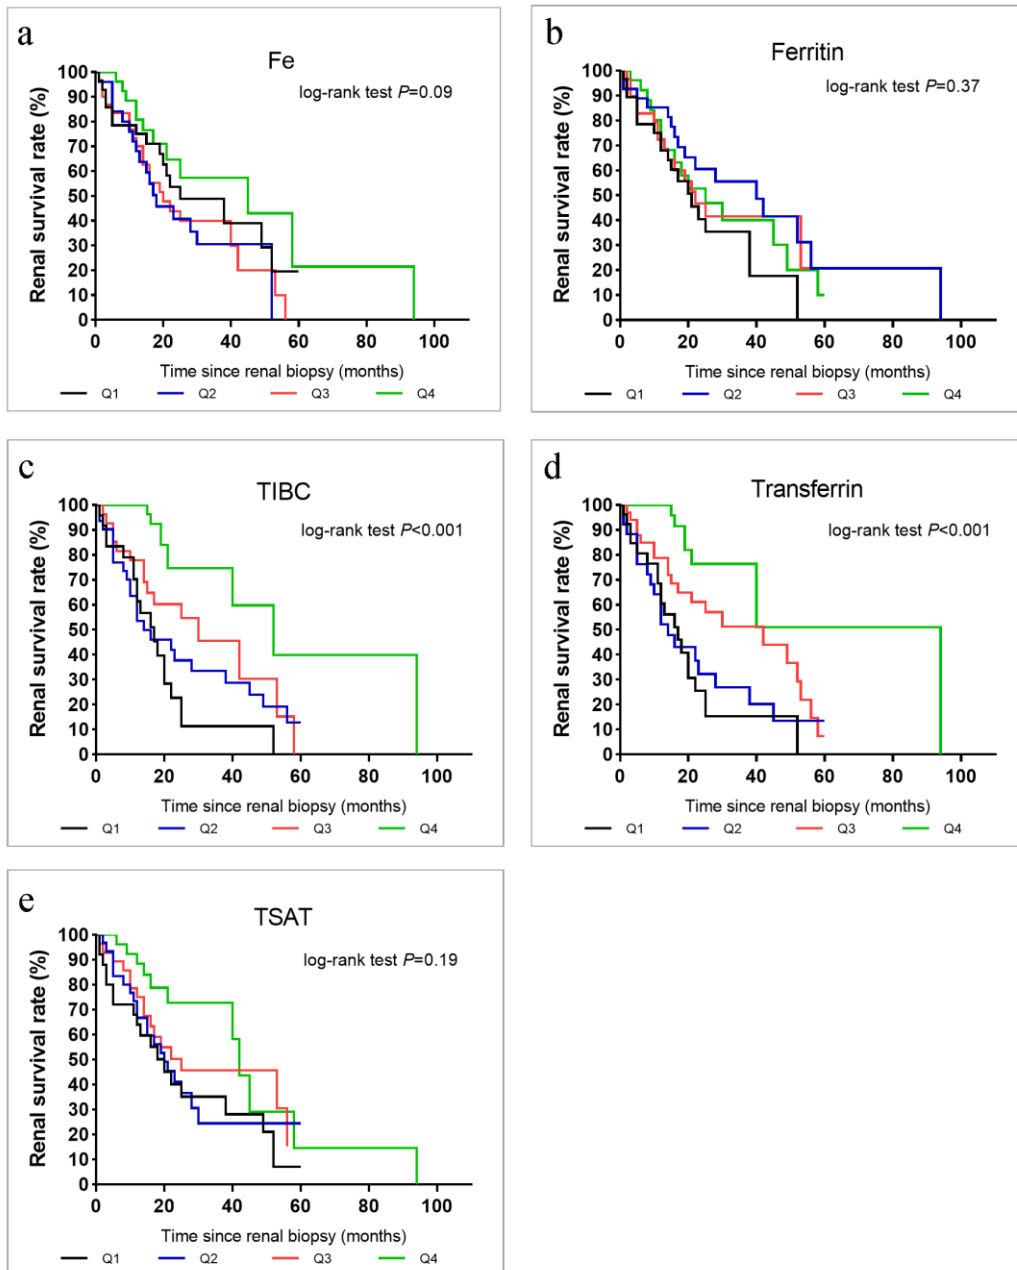 a
Fe
log-rank test P=0.09
Renal survival rate (%)
100
90
80
70
60
50
40
30
20
10
0
0 20 40 60 80 100
Time since renal biopsy (months)
Q1 Q2 Q3 Q4
b
Ferritin
log-rank test P=0.37
Renal survival rate (%)
100
90
80
70
60
50
40
30
20
10
0
0 20 40 60 80 100
Time since renal biopsy (months)
Q1 Q2 Q3 Q4
c
TIBC
log-rank test P<0.001
Renal survival rate (%)
100
90
80
70
60
50
40
30
20
10
0
0 20 40 60 80 100
Time since renal biopsy (months)
Q1 Q2 Q3 Q4
d
Transferrin
log-rank test P<0.001
Renal survival rate (%)
100
90
80
70
60
50
40
30
20
10
0
0 20 40 60 80 100
Time since renal biopsy (months)
Q1 Q2 Q3 Q4
e
TSAT
log-rank test P=0.19
Renal survival rate (%)
100
90
80
70
60
50
40
30
20
10
0
0 20 40 60 80 100
Time since renal biopsy (months)
Q1 Q2 Q3 Q4